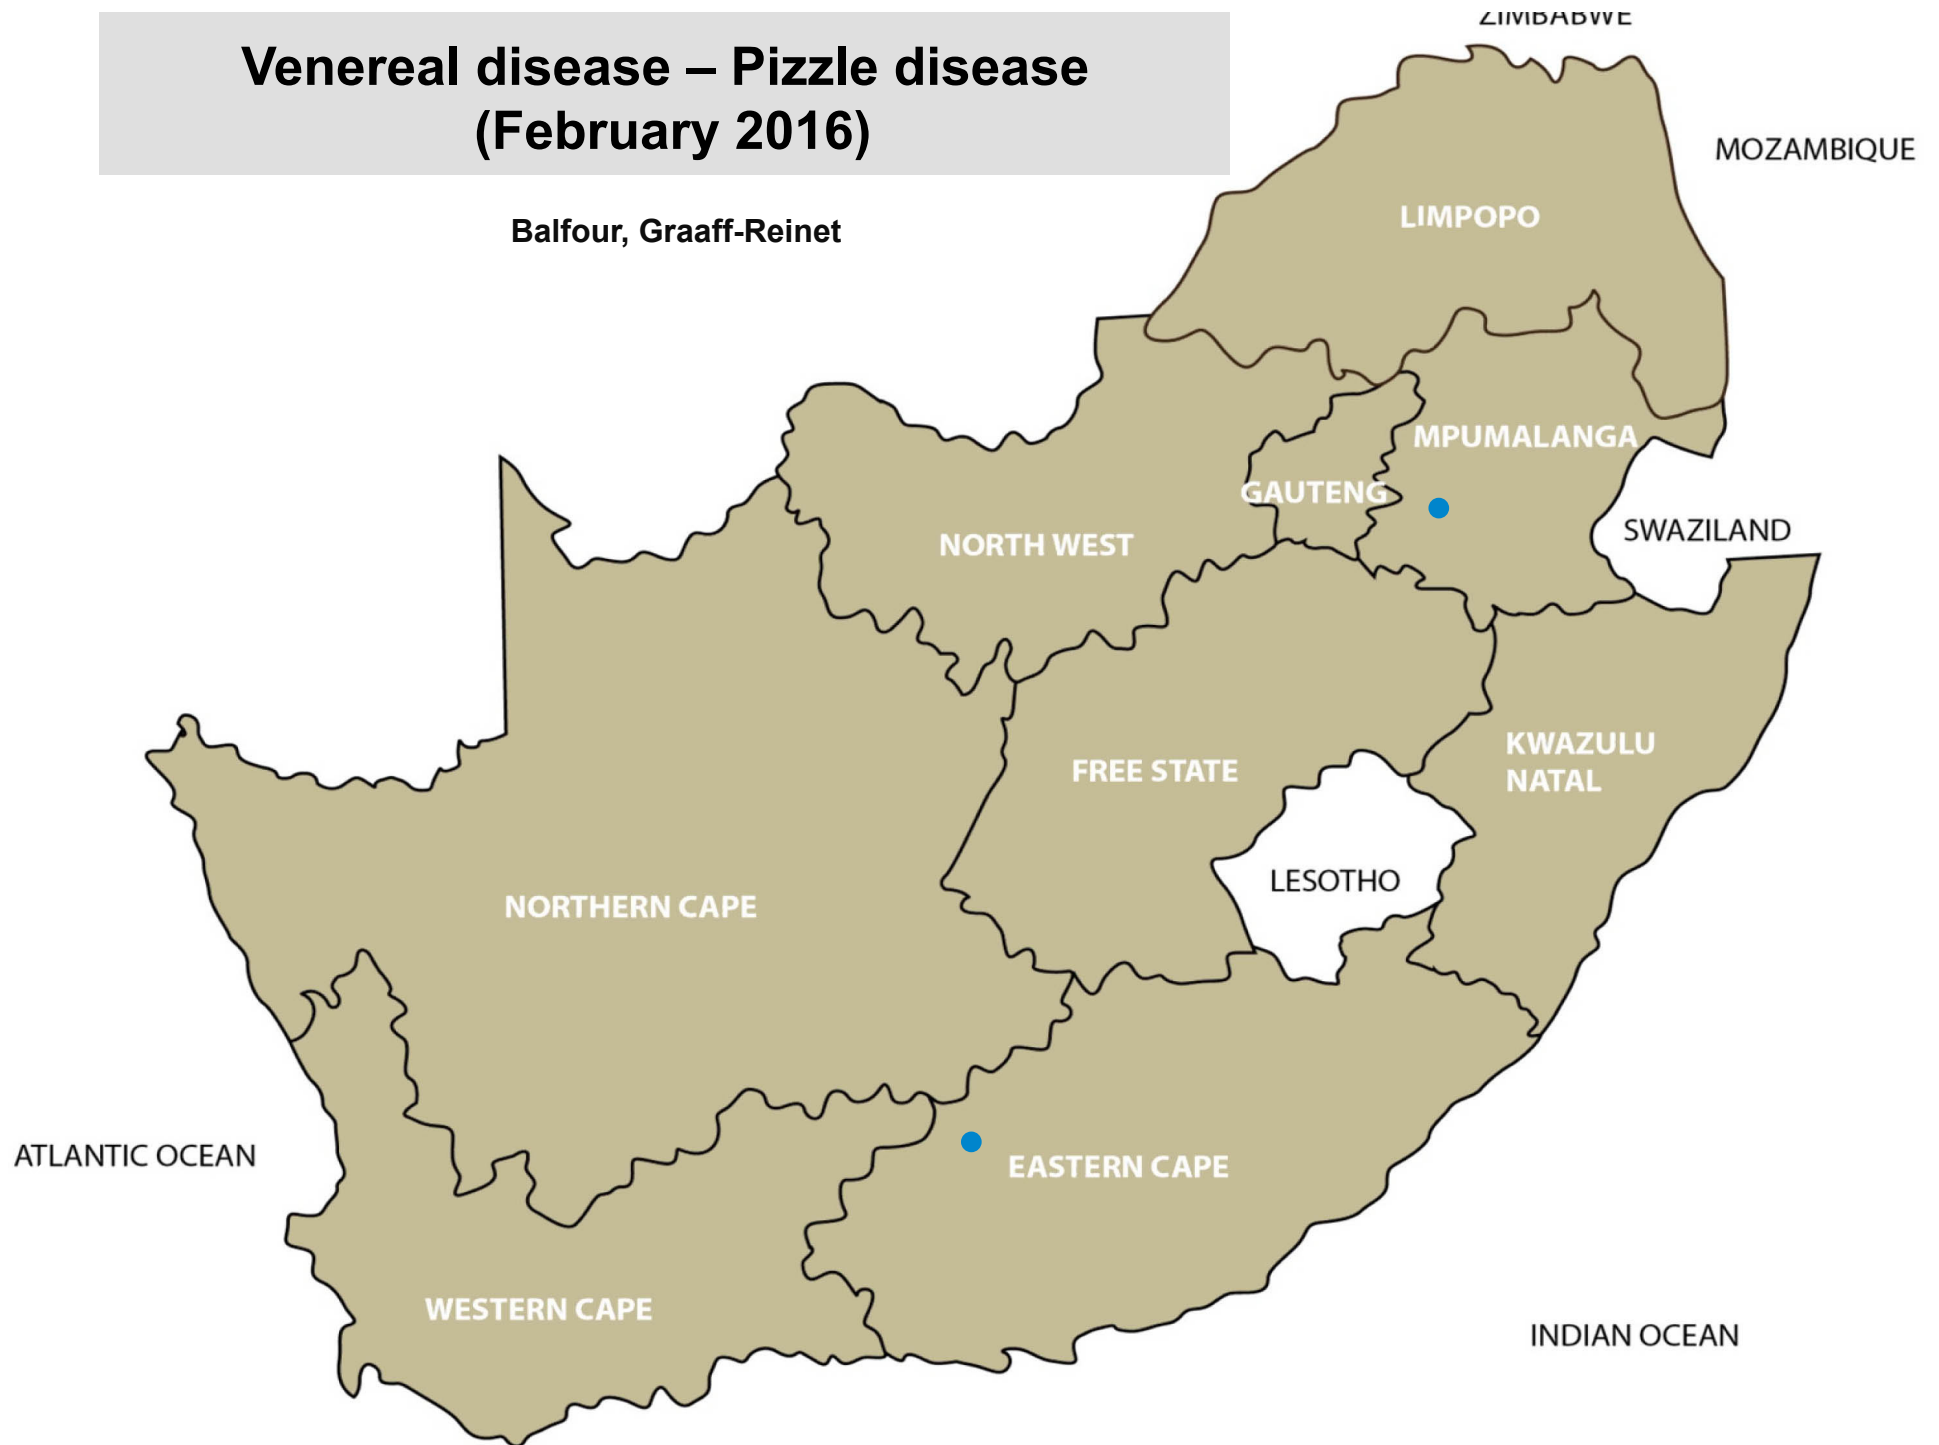 ZIMBABWE
Venereal disease – Pizzle disease
(February 2016)
MOZAMBIQUE
Balfour, Graaff-Reinet
LIMPOPO
MPUMALANGA
GAUTENG
SWAZILAND
NORTH WEST
KWAZULU
NATAL
FREE STATE
LESOTHO
NORTHERN CAPE
ATLANTIC OCEAN
EASTERN CAPE
WESTERN CAPE
INDIAN OCEAN